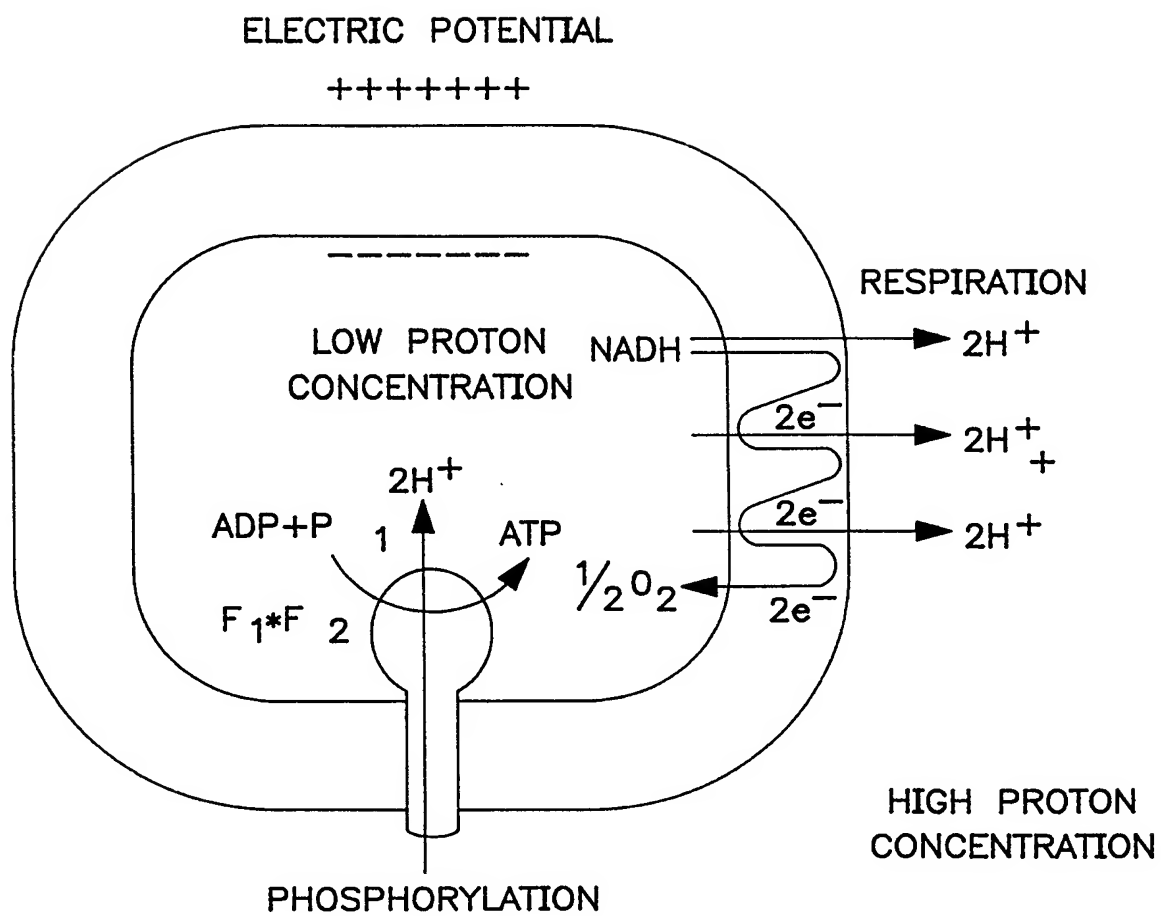 ELECTRIC POTENTIAL
+++++++
−−−−−−−
RESPIRATION
LOW PROTON
CONCENTRATION
NADH
2H⁺
2e⁻
2H⁺
+
2e⁻
2H⁺
2H⁺
ADP+P
1
ATP
½O₂
2e⁻
F₁*F 2
HIGH PROTON
CONCENTRATION
PHOSPHORYLATION